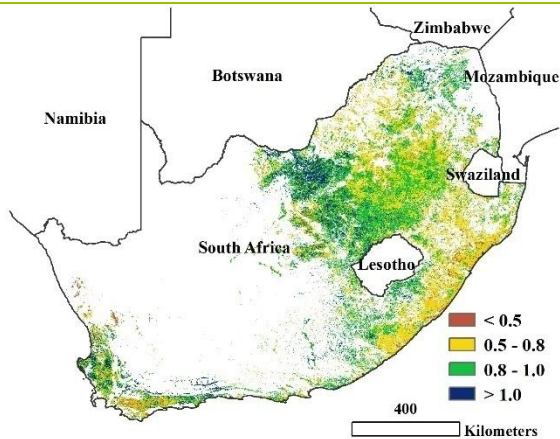 Zimbabwe
Botswana
Mozambique
Namibia
Swaziland
South Africa
Lesotho
< 0.5
0.5 - 0.8
0.8 - 1.0
> 1.0
400
Kilometers